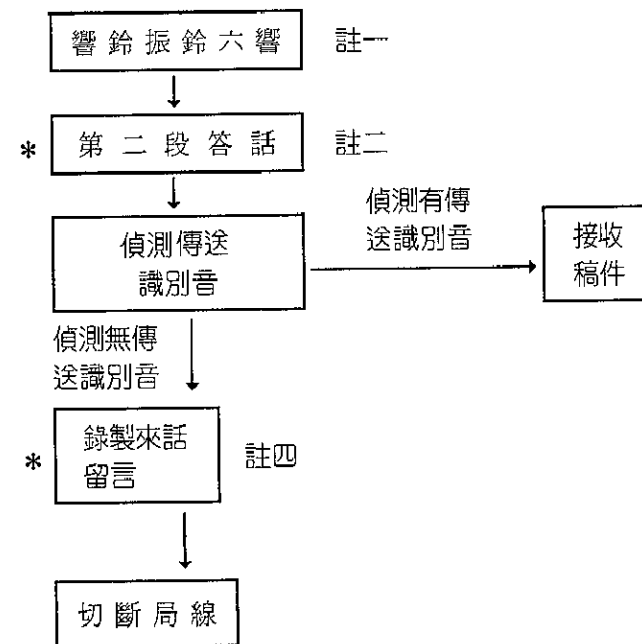 響鈴振鈴六響 註一
* 第二段答話 註二
偵測有傳
送識別音
偵測傳送
識別音
接收
稿件
偵測無傳
送識別音
* 錄製來話
留言
註四
切斷局線